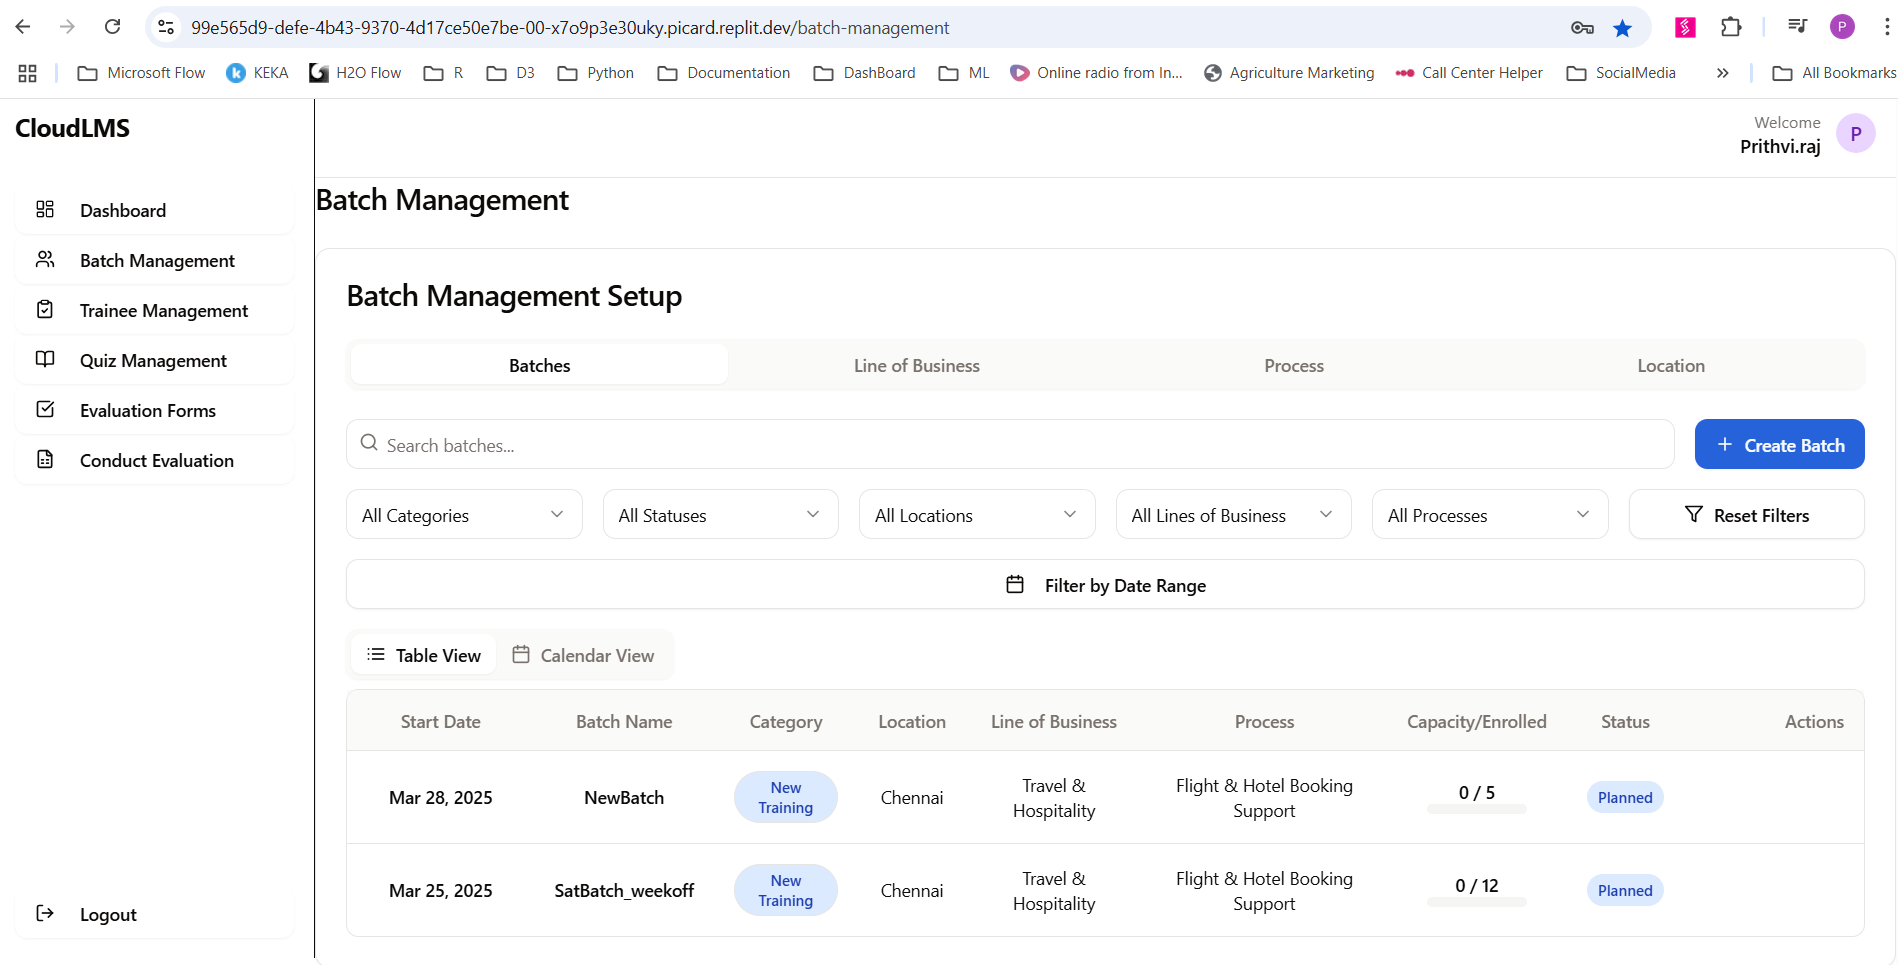 99e565d9-defe-4b43-9370-4d17ce50e7be-00-x7o9p3e30uky.picard.replit.dev/batch-management
P
Microsoft Flow
KEKA
H2O Flow
R
D3
Python
Documentation
DashBoard
ML
Online radio from In...
Agriculture Marketing
Call Center Helper
SocialMedia
»
All Bookmarks
CloudLMS
Welcome
Prithvi.raj
P
Dashboard
Batch Management
Trainee Management
Quiz Management
Evaluation Forms
Conduct Evaluation
Logout
Batch Management
Batch Management Setup
Batches
Line of Business
Process
Location
Search batches...
+ Create Batch
All Categories
All Statuses
All Locations
All Lines of Business
All Processes
Reset Filters
Filter by Date Range
Table View
Calendar View
Start Date
Batch Name
Category
Location
Line of Business
Process
Capacity/Enrolled
Status
Actions
Mar 28, 2025
NewBatch
New
Training
Chennai
Travel &
Hospitality
Flight & Hotel Booking
Support
0 / 5
Planned
Mar 25, 2025
SatBatch_weekoff
New
Training
Chennai
Travel &
Hospitality
Flight & Hotel Booking
Support
0 / 12
Planned